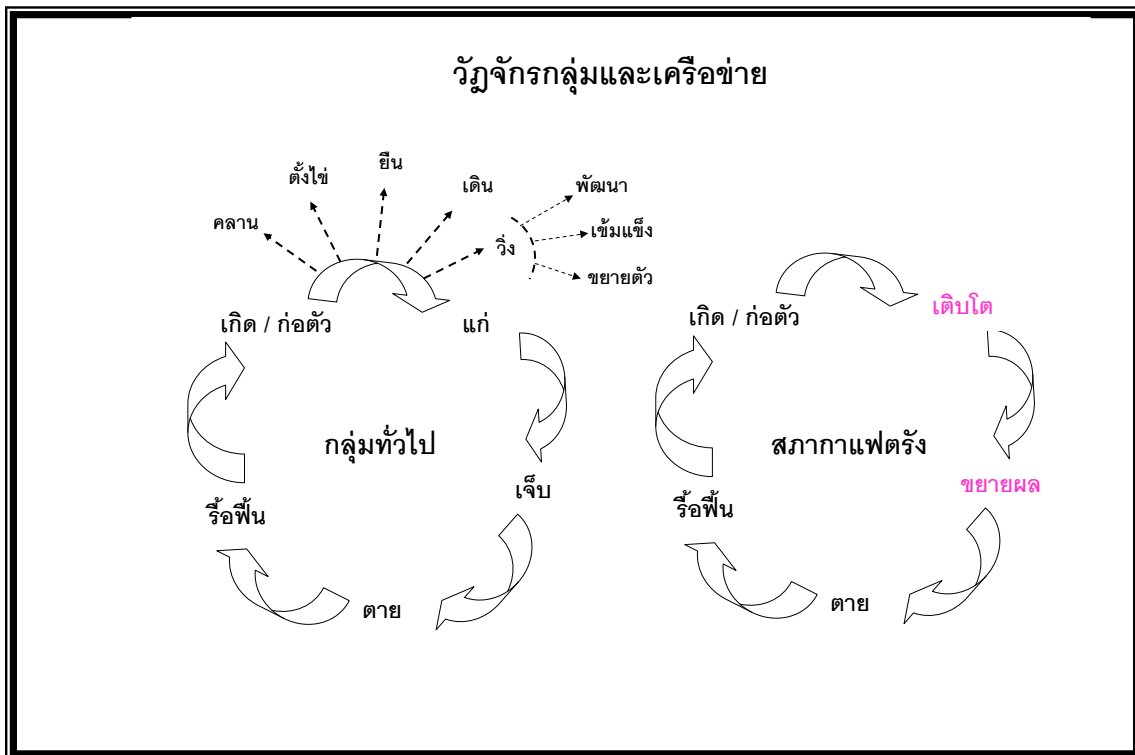 วัฏจักรกลุ่มและเครือข่าย
คลาน
ตั้งไข่
ยืน
เดิน
วิ่ง
พัฒนา
เข้มแข็ง
ขยายตัว
เกิด / ก่อตัว
แก่
กลุ่มทั่วไป
เจ็บ
ตาย
รื้อฟื้น
เกิด / ก่อตัว
เติบโต
สภากาแฟตรัง
ขยายผล
ตาย
รื้อฟื้น